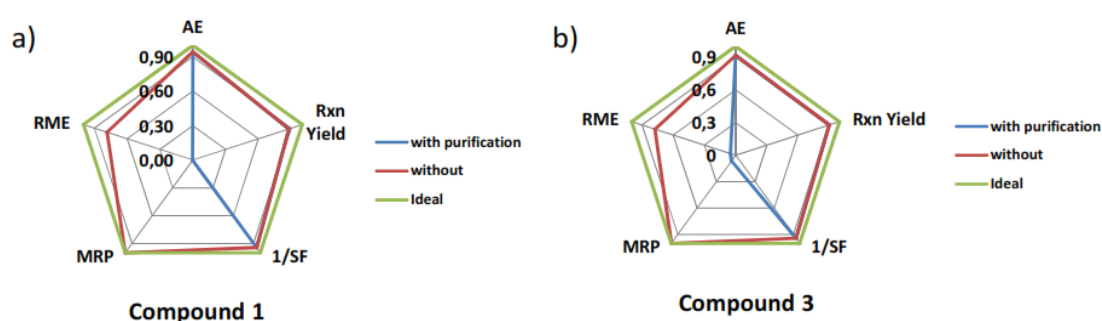 a)
AE
0,90
0,60
0,30
0,00
RME
Rxn
Yield
MRP
1/SF
with purification
without
Ideal
Compound 1
b)
AE
0,9
0,6
0,3
0
RME
Rxn Yield
MRP
1/SF
with purification
without
Ideal
Compound 3